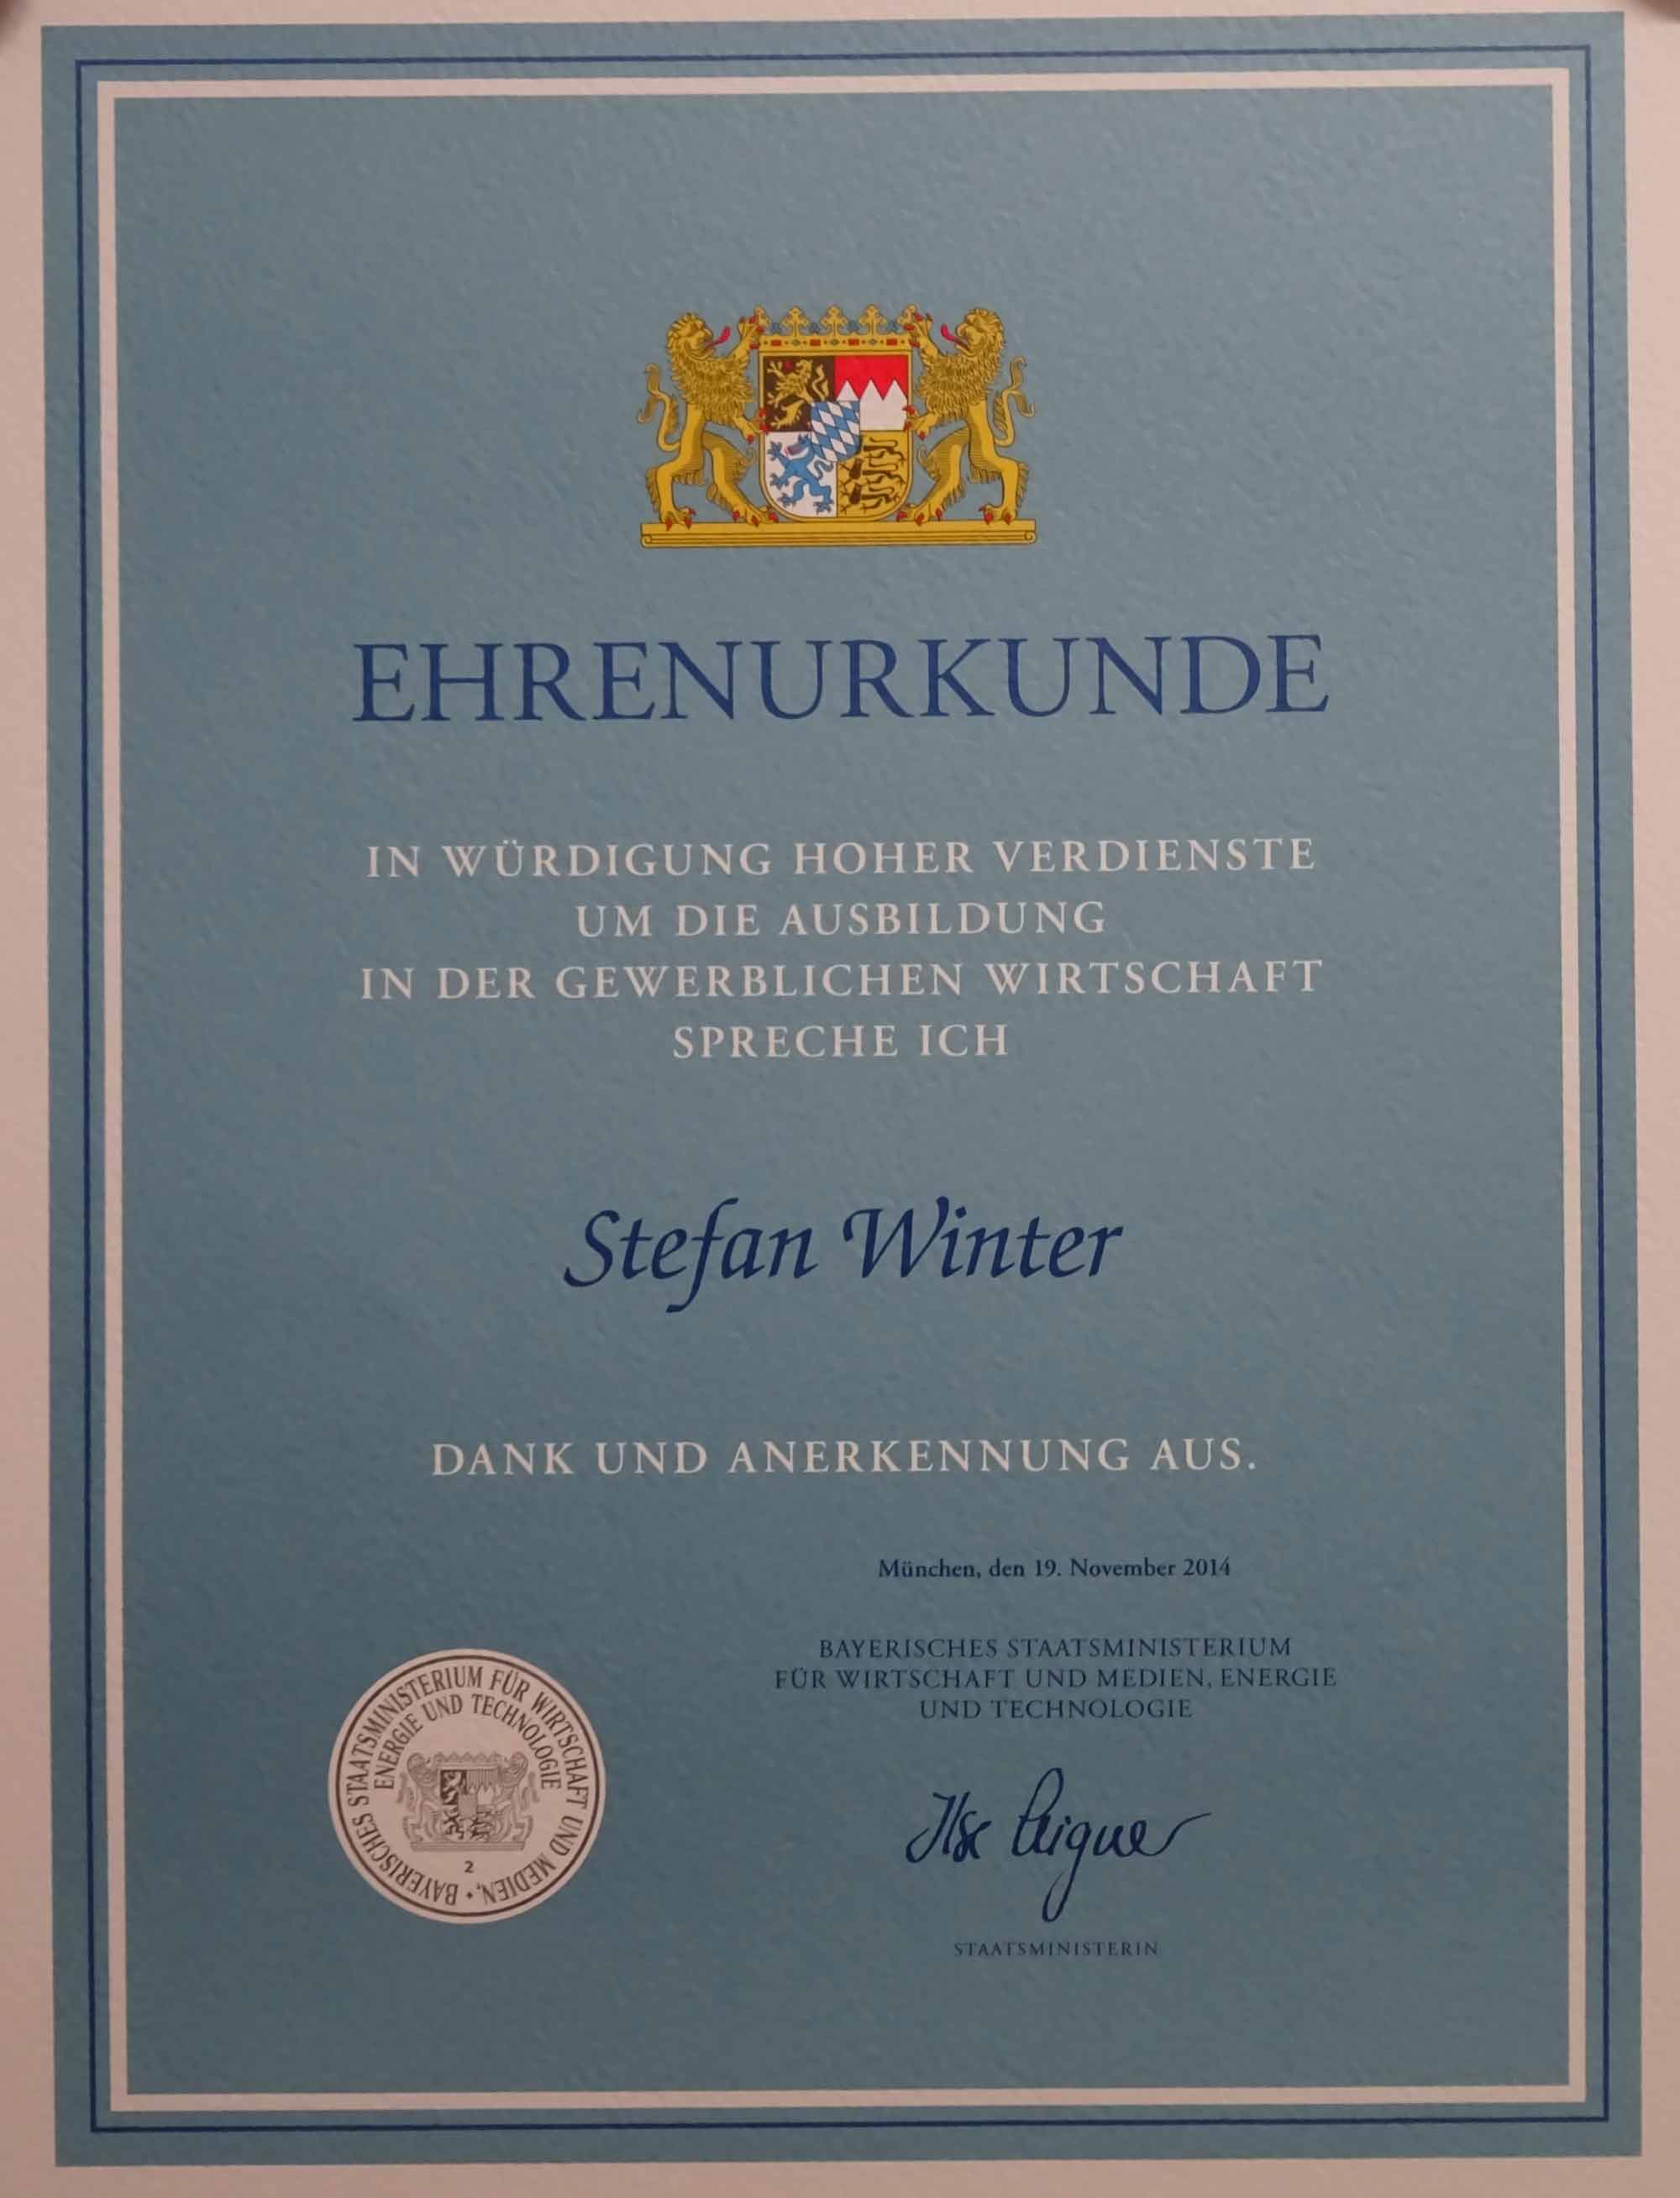 EHRENURKUNDE
IN WÜRDIGUNG HOHER VERDIENSTE
UM DIE AUSBILDUNG
IN DER GEWERBLICHEN WIRTSCHAFT
SPRECHE ICH
Stefan Winter
DANK UND ANERKENNUNG AUS.
München, den 19. November 2014
BAYERISCHES STAATSMINISTERIUM
FÜR WIRTSCHAFT UND MEDIEN, ENERGIE
UND TECHNOLOGIE
BAYERISCHES STAATSMINISTERIUM FÜR WIRTSCHAFT UND MEDIEN,
ENERGIE UND TECHNOLOGIE
2
Ilse Aigner
STAATSMINISTERIN